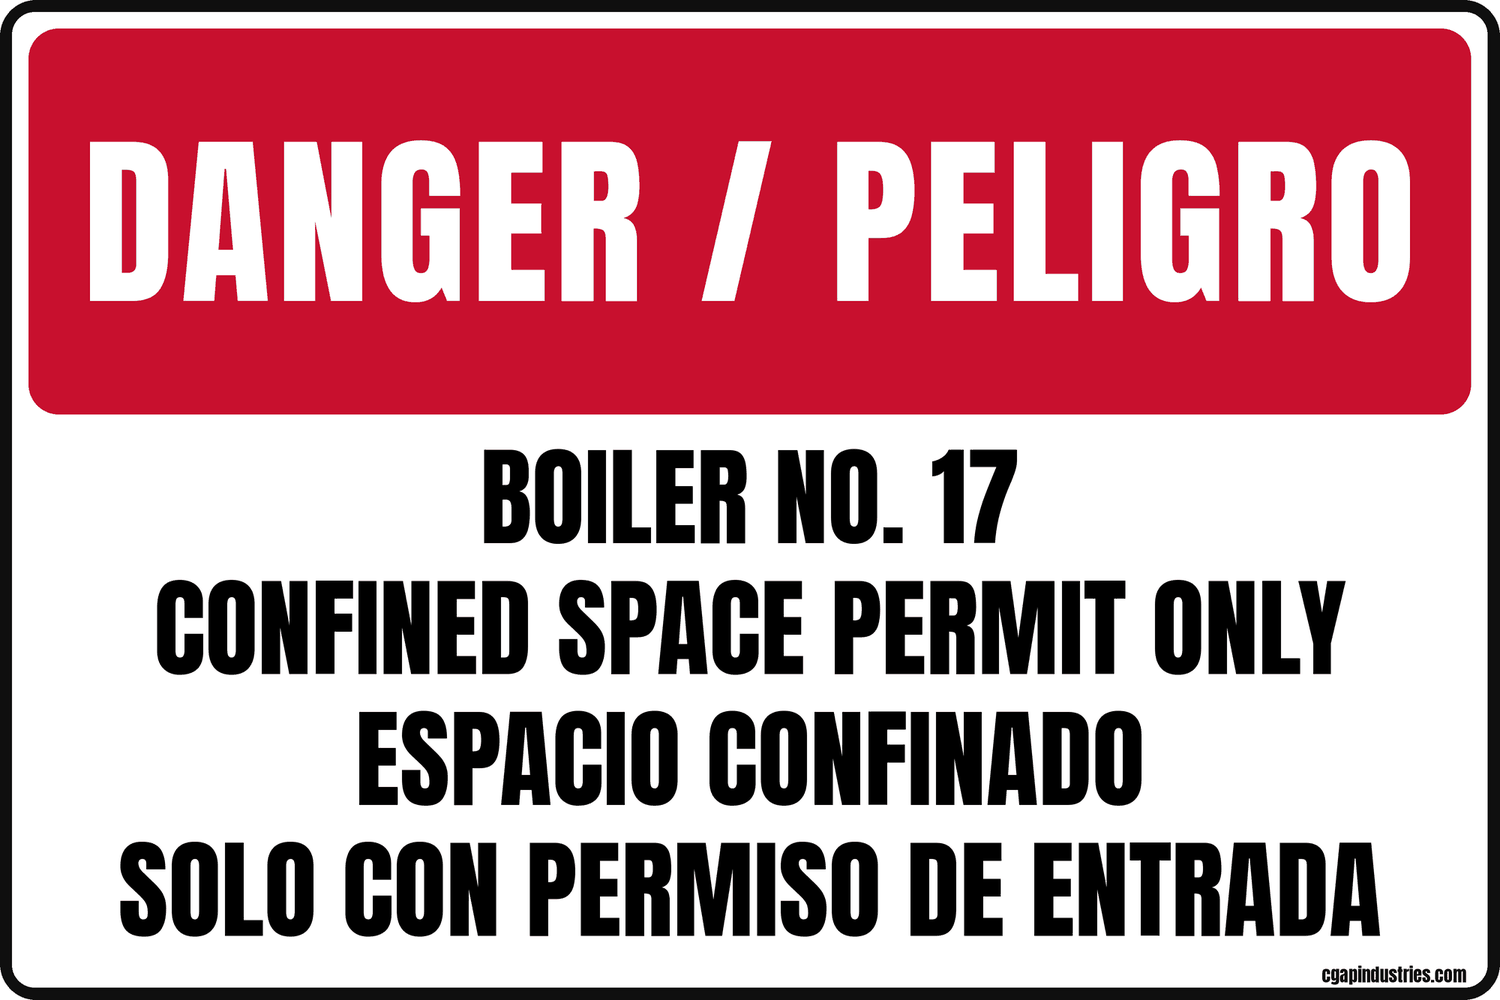 DANGER / PELIGRO
BOILER NO. 17
CONFINED SPACE PERMIT ONLY
ESPACIO CONFINADO
SOLO CON PERMISO DE ENTRADA
cgapindustries.com